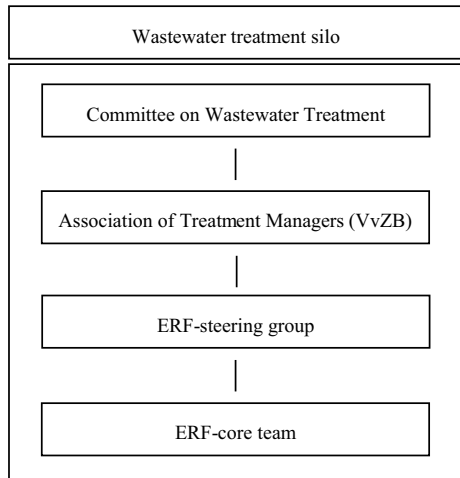 Wastewater treatment silo
Committee on Wastewater Treatment
Association of Treatment Managers (VvZB)
ERF-steering group
ERF-core team